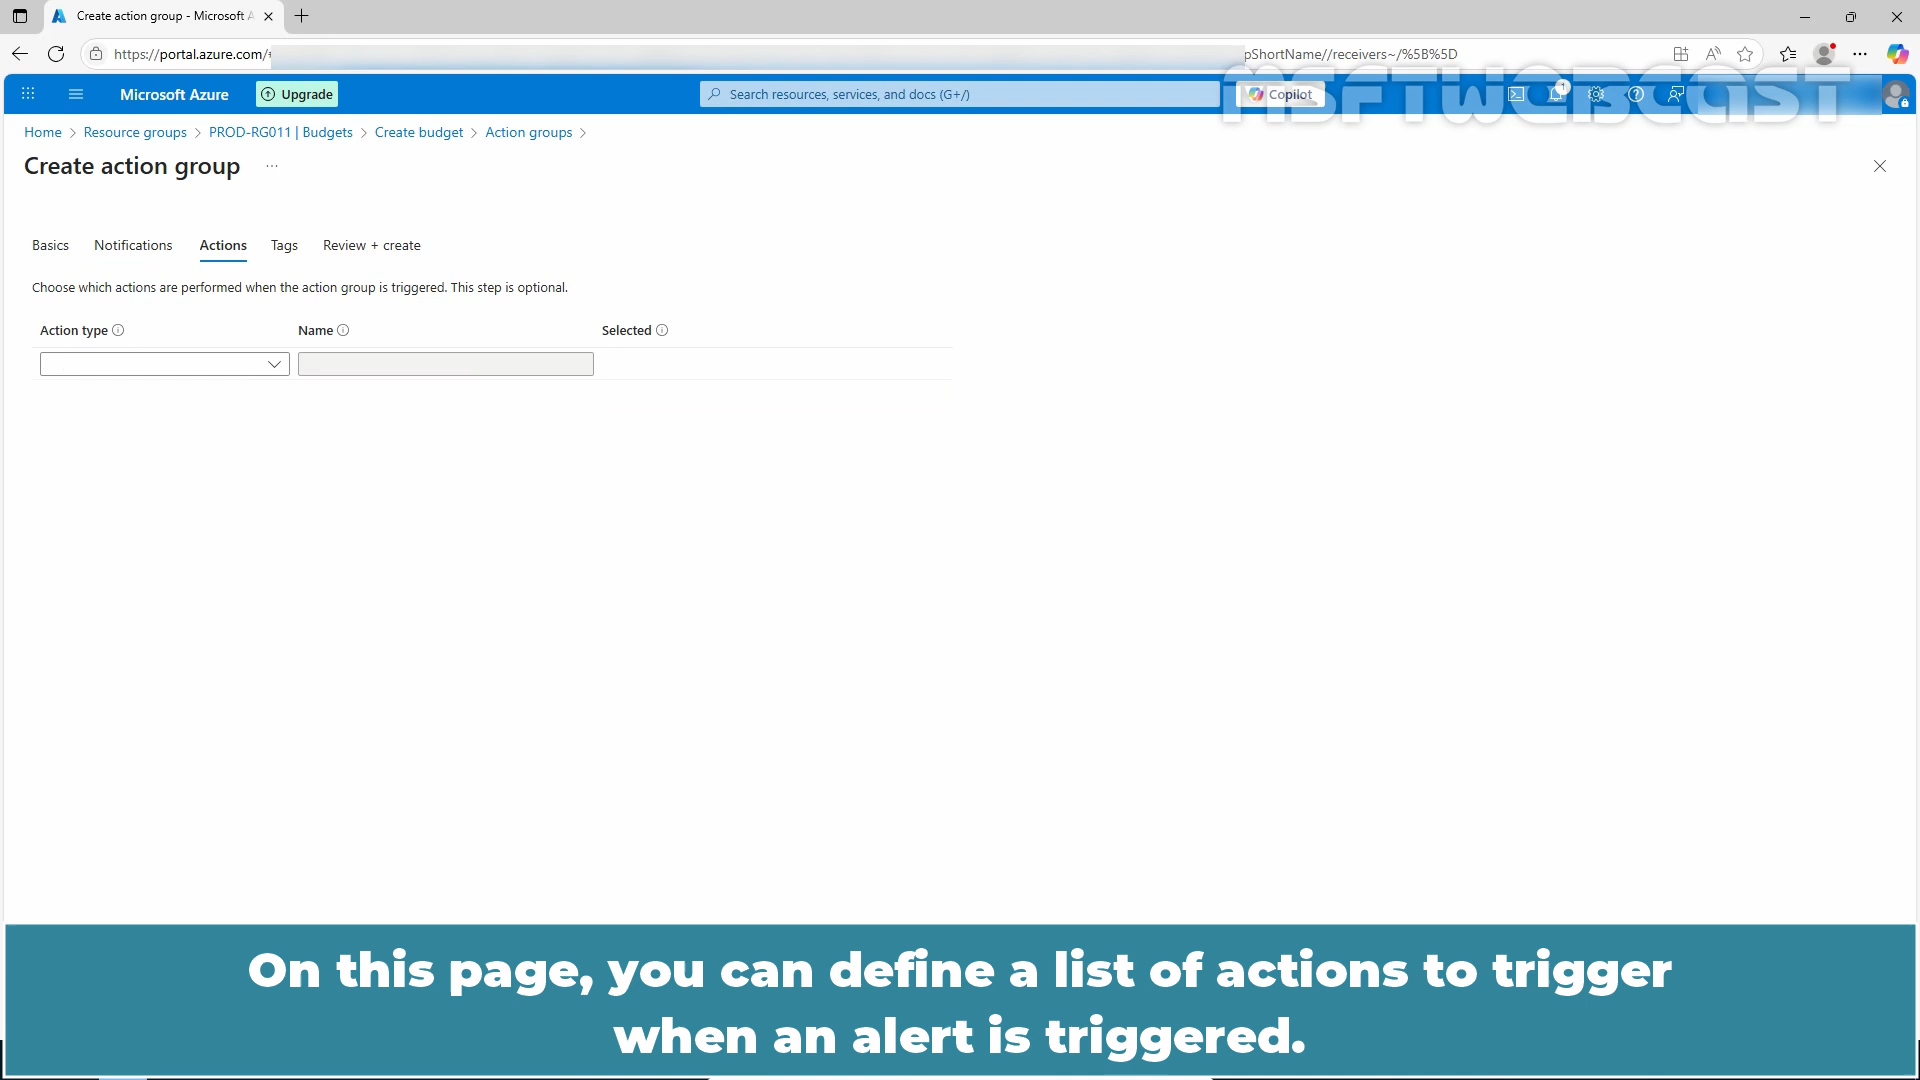 Create action group - Microsoft A
https://portal.azure.com/#
pShortName//receivers~/%5B%5D
Microsoft Azure
Upgrade
Search resources, services, and docs (G+/)
Copilot
1
MSFTWEBCAST
Home > Resource groups > PROD-RG011 | Budgets > Create budget > Action groups >
Create action group ...
Basics Notifications Actions Tags Review + create
Choose which actions are performed when the action group is triggered. This step is optional.
Action type Name Selected
On this page, you can define a list of actions to trigger
when an alert is triggered.